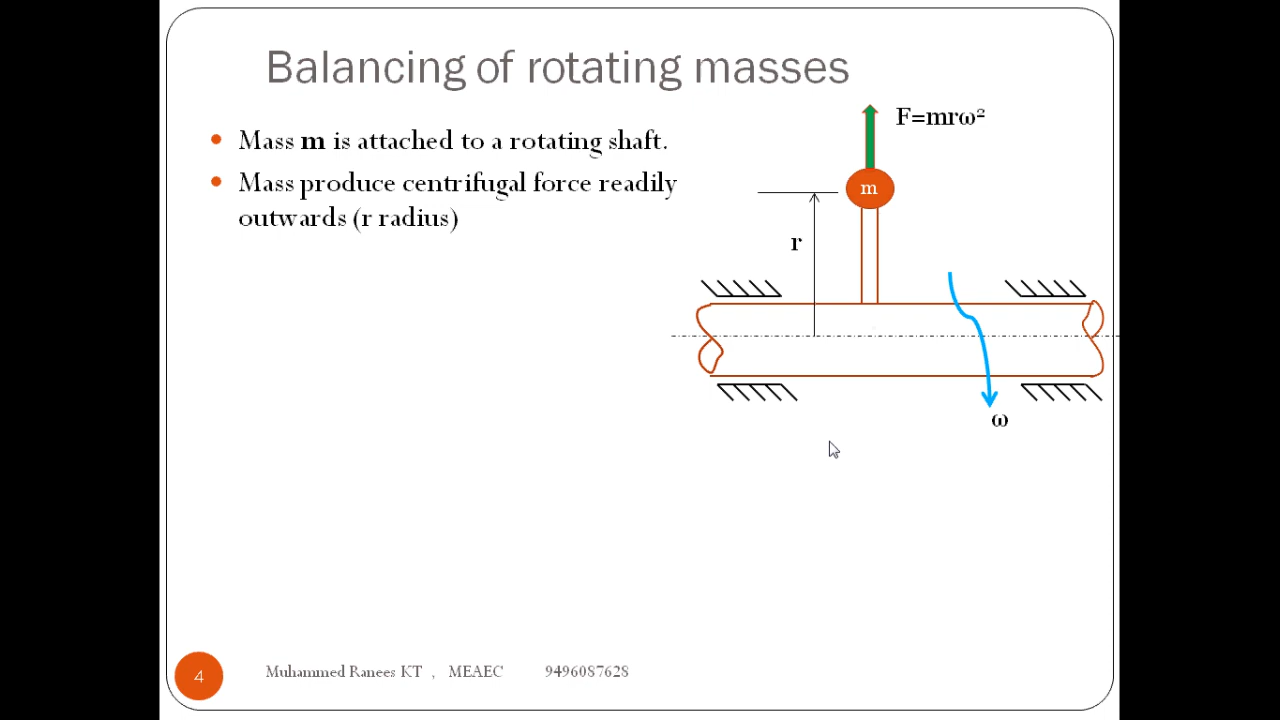 Balancing of rotating masses
Mass m is attached to a rotating shaft.
Mass produce centrifugal force readily
outwards (r radius)
F=mrω²
m
r
ω
4
Muhammed Ranees KT , MEAEC 9496087628